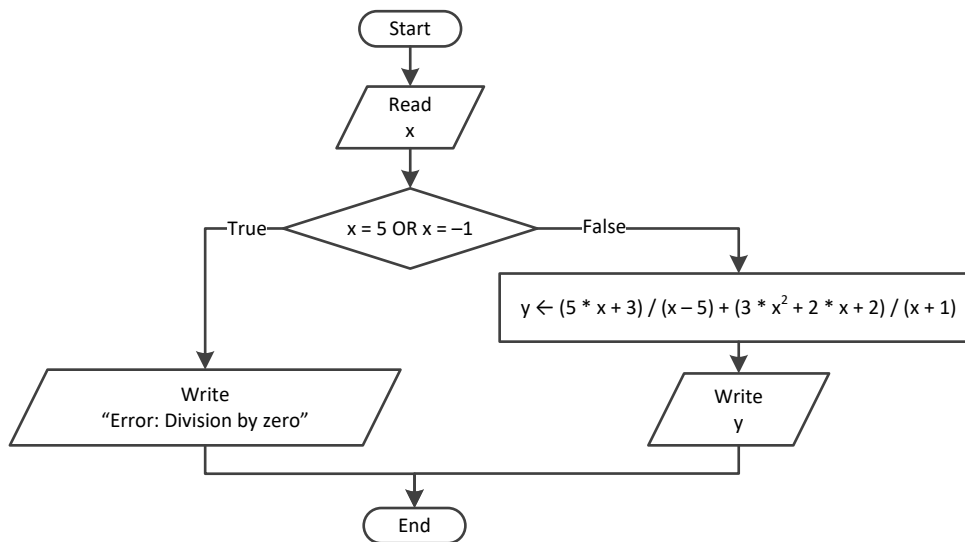 Start
Read
x
x = 5 OR x = –1
True
False
y ← (5 * x + 3) / (x – 5) + (3 * x² + 2 * x + 2) / (x + 1)
Write
“Error: Division by zero”
Write
y
End